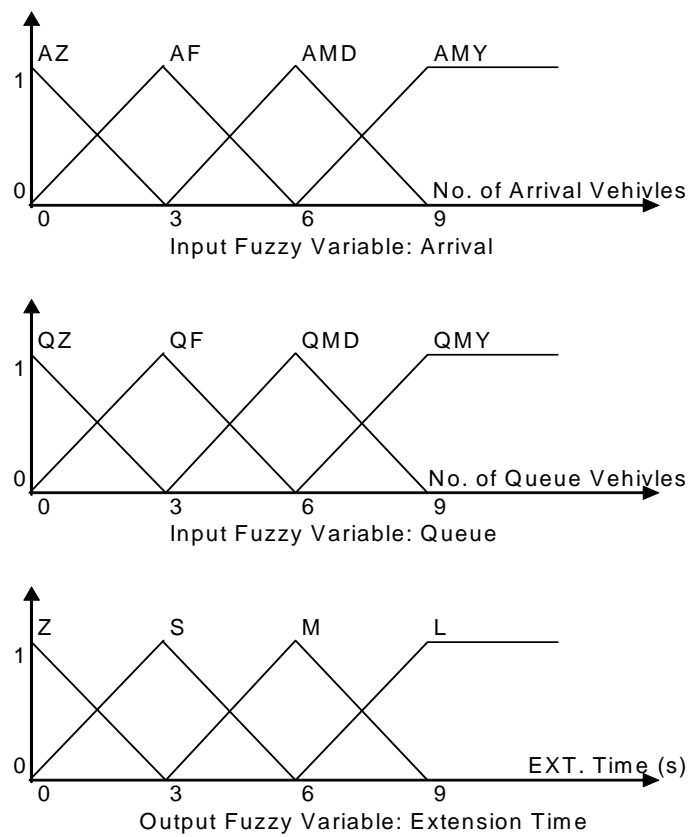 AZ AF AMD AMY
1
0 No. of Arrival Vehivles
0 3 6 9
Input Fuzzy Variable: Arrival
QZ QF QMD QMY
1
0 No. of Queue Vehivles
0 3 6 9
Input Fuzzy Variable: Queue
Z S M L
1
0 EXT. Time (s)
0 3 6 9
Output Fuzzy Variable: Extension Time